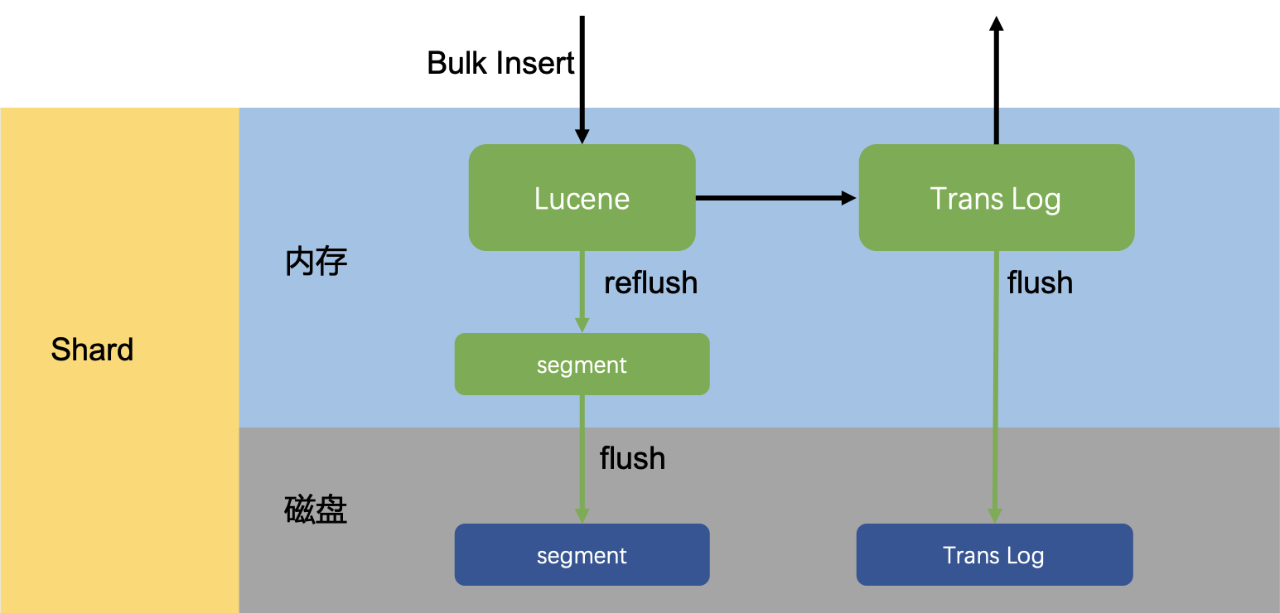 Bulk Insert
Lucene
Trans Log
内存
reflush
flush
Shard
segment
flush
磁盘
segment
Trans Log